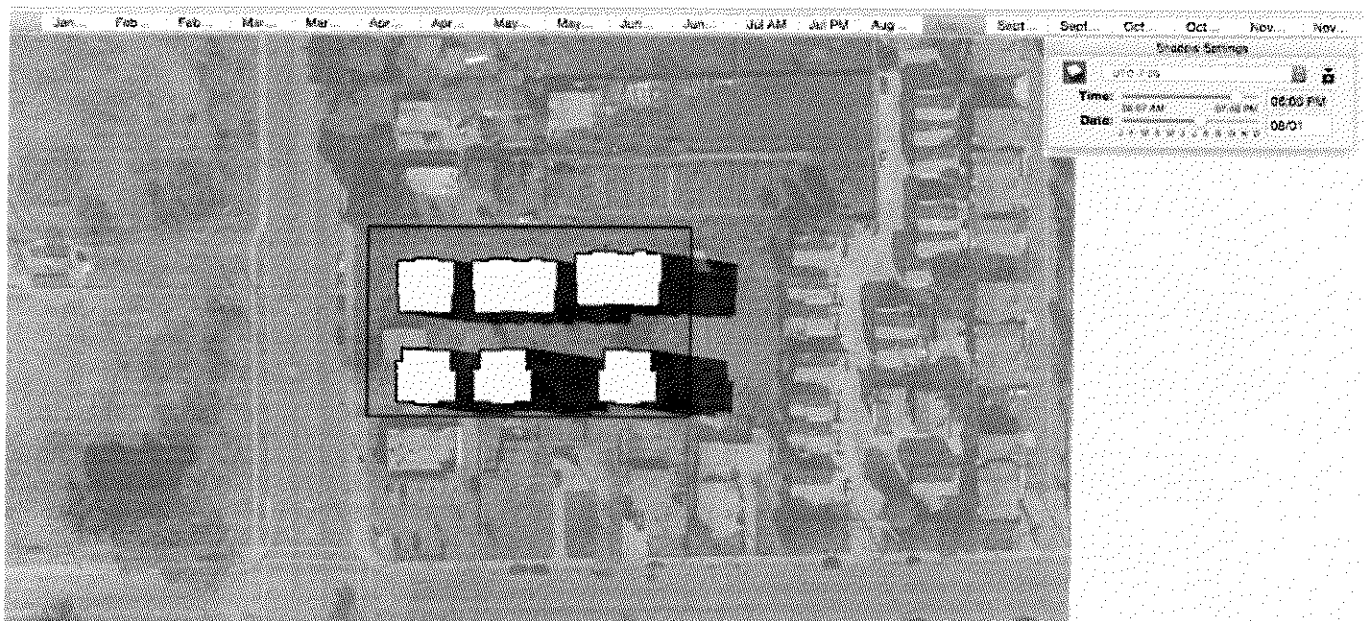 Jan... Feb... Feb... Mar... Mar... Apr... Apr... May... May... Jun... Jun... Jul AM Jul PM Aug... Sept... Sept... Oct... Oct... Nov... Nov...
Shadow Settings
Time: 06:00 PM
Date: J F M A M J J A S O N D 08/01